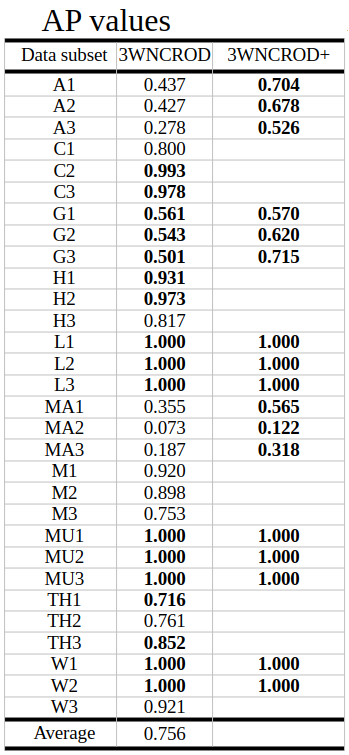 AP values
Data subset 3WNCROD 3WNCROD+
A1 0.437 0.704
A2 0.427 0.678
A3 0.278 0.526
C1 0.800
C2 0.993
C3 0.978
G1 0.561 0.570
G2 0.543 0.620
G3 0.501 0.715
H1 0.931
H2 0.973
H3 0.817
L1 1.000 1.000
L2 1.000 1.000
L3 1.000 1.000
MA1 0.355 0.565
MA2 0.073 0.122
MA3 0.187 0.318
M1 0.920
M2 0.898
M3 0.753
MU1 1.000 1.000
MU2 1.000 1.000
MU3 1.000 1.000
TH1 0.716
TH2 0.761
TH3 0.852
W1 1.000 1.000
W2 1.000 1.000
W3 0.921
Average 0.756